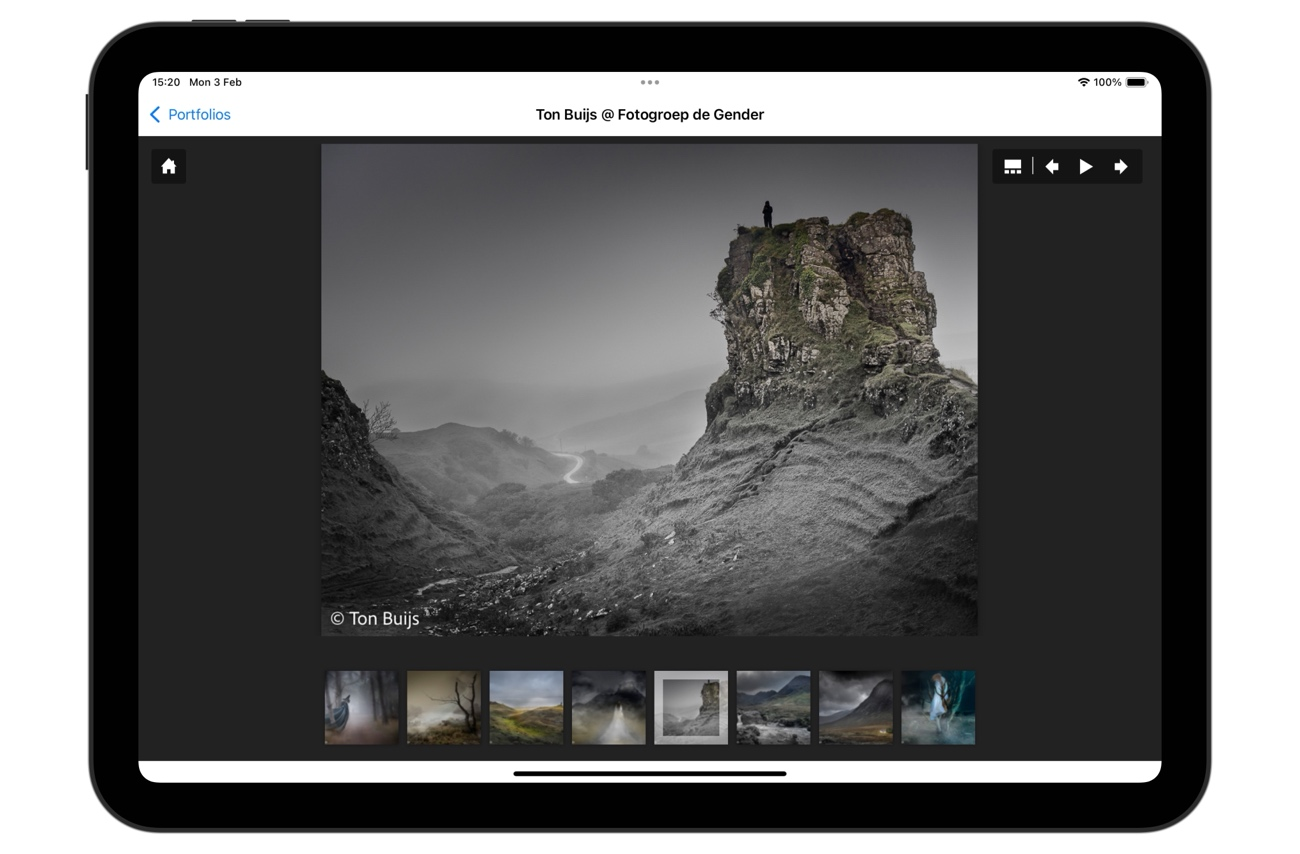 15:20 Mon 3 Feb
100%
Portfolios
Ton Buijs @ Fotogroep de Gender
© Ton Buijs